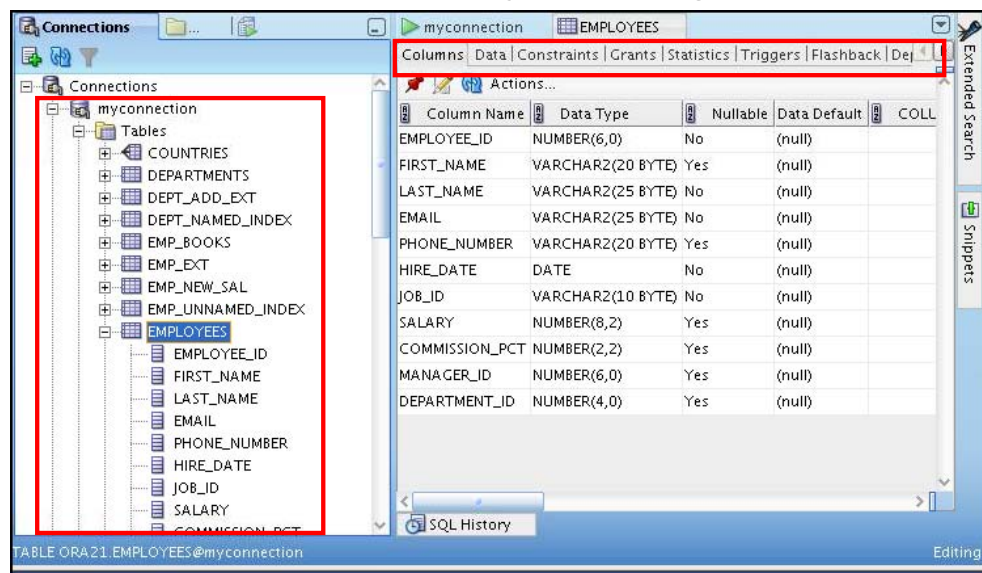 Connections
...
myconnection
EMPLOYEES
Columns Data Constraints Grants Statistics Triggers Flashback De
Actions...
Connections
myconnection
Tables
COUNTRIES
DEPARTMENTS
DEPT_ADD_EXT
DEPT_NAMED_INDEX
EMP_BOOKS
EMP_EXT
EMP_NEW_SAL
EMP_UNNAMED_INDEX
EMPLOYEES
EMPLOYEE_ID
FIRST_NAME
LAST_NAME
EMAIL
PHONE_NUMBER
HIRE_DATE
JOB_ID
SALARY
COMMISSION_PCT
Column Name Data Type Nullable Data Default COLL
EMPLOYEE_ID NUMBER(6,0) No (null)
FIRST_NAME VARCHAR2(20 BYTE) Yes (null)
LAST_NAME VARCHAR2(25 BYTE) No (null)
EMAIL VARCHAR2(25 BYTE) No (null)
PHONE_NUMBER VARCHAR2(20 BYTE) Yes (null)
HIRE_DATE DATE No (null)
JOB_ID VARCHAR2(10 BYTE) No (null)
SALARY NUMBER(8,2) Yes (null)
COMMISSION_PCT NUMBER(2,2) Yes (null)
MANAGER_ID NUMBER(6,0) Yes (null)
DEPARTMENT_ID NUMBER(4,0) Yes (null)
SQL History
Extended Search
Snippets
TABLE ORA21.EMPLOYEES@myconnection
Editing